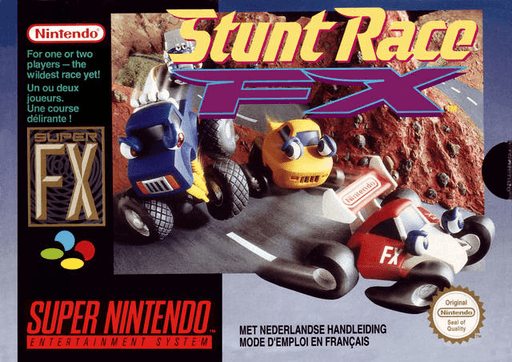 Nintendo
For one or two
players – the
wildest race yet!
Un ou deux
joueurs.
Une course
délirante !
SUPER
FX
Stunt Race
FX
TM
Nintendo
FX
SUPER NINTENDO
ENTERTAINMENT SYSTEM
MET NEDERLANDSE HANDLEIDING
MODE D'EMPLOI EN FRANÇAIS
Original
Nintendo
Seal of
Quality